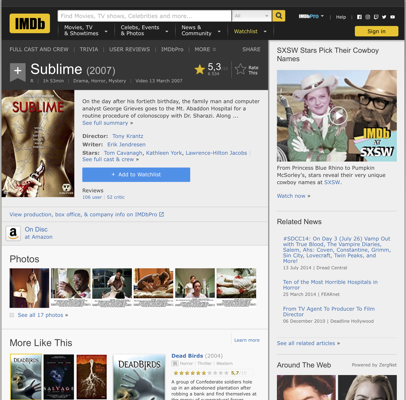 IMDb
Find Movies, TV shows, Celebrities and more...
All
IMDbPro
Help
Movies, TV
& Showtimes
Celebs, Events
& Photos
News &
Community
Watchlist
Sign in
FULL CAST AND CREW | TRIVIA | USER REVIEWS | IMDbPro | MORE
SHARE
Sublime (2007)
R | 1h 53min | Drama, Horror, Mystery | Video 13 March 2007
5,3
Rate
This
SUBLIME
On the day after his fortieth birthday, the family man and computer
analyst George Grieves goes to the Mt. Abaddon Hospital for a
routine procedure of colonoscopy with Dr. Sharazi. Along ...
See full summary »
Director: Tony Krantz
Writer: Erik Jendresen
Stars: Tom Cavanagh, Kathleen York, Lawrence-Hilton Jacobs |
See full cast & crew »
+ Add to Watchlist
Reviews
106 user | 52 critic
View production, box office, & company info on IMDbPro
a
On Disc
at Amazon
Photos
See all 17 photos »
More Like This
Learn more
DEADBIRDS
SALVAGE
DEADBIRDS
Dead Birds (2004)
Horror | Thriller | Western
5,7
A group of Confederate soldiers hole
up in an abandoned plantation after
robbing a bank and find themselves at
SXSW Stars Pick Their Cowboy
Names
IMDb
AT
SXSW
From Princess Blue Rhino to Pumpkin
McSorley's, stars reveal their very unique
cowboy names at SXSW.
Watch now »
Related News
#SDCC14: On Day 3 (July 26) Vamp Out
with True Blood, The Vampire Diaries,
Salem, Ahs: Coven, Constantine, Grimm,
Sin City, Lovecraft, Twin Peaks, and
More!
13 July 2014 | Dread Central
Ten of the Most Horrible Hospitals in
Horror
25 March 2014 | FEARnet
From TV Agent To Producer To Film
Director
06 December 2010 | Deadline Hollywood
See all related articles »
Around The Web
Powered by ZergNet